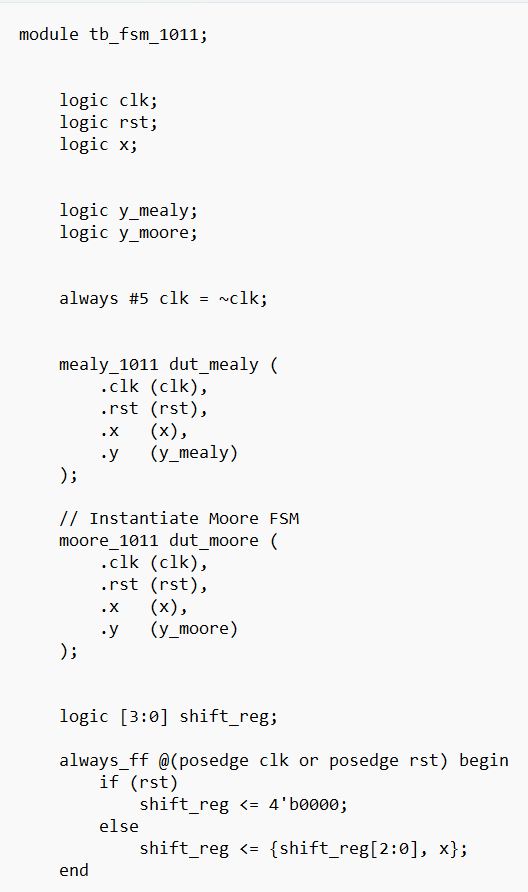 module tb_fsm_1011;
    logic clk;
    logic rst;
    logic x;
    logic y_mealy;
    logic y_moore;
    always #5 clk = ~clk;
    mealy_1011 dut_mealy (
        .clk (clk),
        .rst (rst),
        .x   (x),
        .y   (y_mealy)
    );
    // Instantiate Moore FSM
    moore_1011 dut_moore (
        .clk (clk),
        .rst (rst),
        .x   (x),
        .y   (y_moore)
    );
    logic [3:0] shift_reg;
    always_ff @(posedge clk or posedge rst) begin
        if (rst)
            shift_reg <= 4'b0000;
        else
            shift_reg <= {shift_reg[2:0], x};
    end